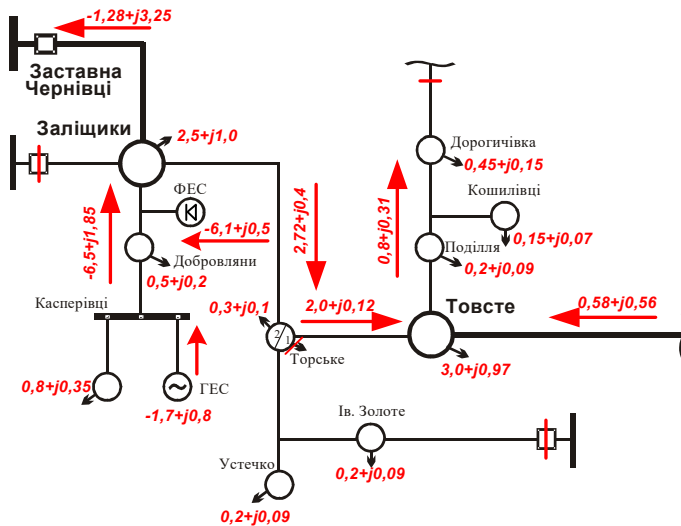 -1,28+j3,25
Заставна
Чернівці
Заліщики
2,5+j1,0
Дорогичівка
0,45+j0,15
ФЕС
Кошилівці
-6,5+j1,85
-6,1+j0,5
2,72+j0,4
0,8+j0,31
0,15+j0,07
Добровляни
Поділля
0,5+j0,2
0,2+j0,09
Касперівці
0,3+j0,1
2,0+j0,12
Товсте
0,58+j0,56
2
1
Торське
3,0+j0,97
0,8+j0,35
ГЕС
-1,7+j0,8
Ів. Золоте
Устечко
0,2+j0,09
0,2+j0,09